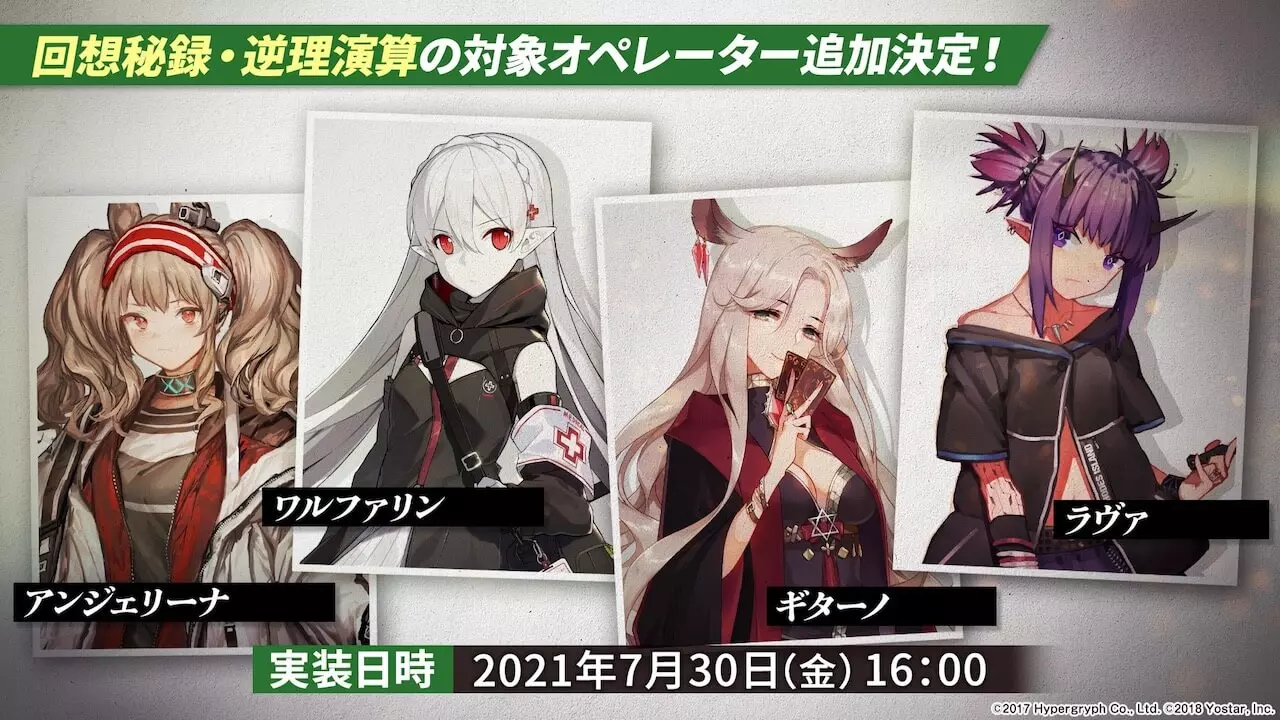 回想秘録・逆理演算の対象オペレーター追加決定!
ワルファリン
ラヴァ
アンジェリーナ
ギターノ
実装日時 2021年7月30日(金) 16:00
©2017 Hypergryph Co., Ltd. ©2018 Yostar, Inc.